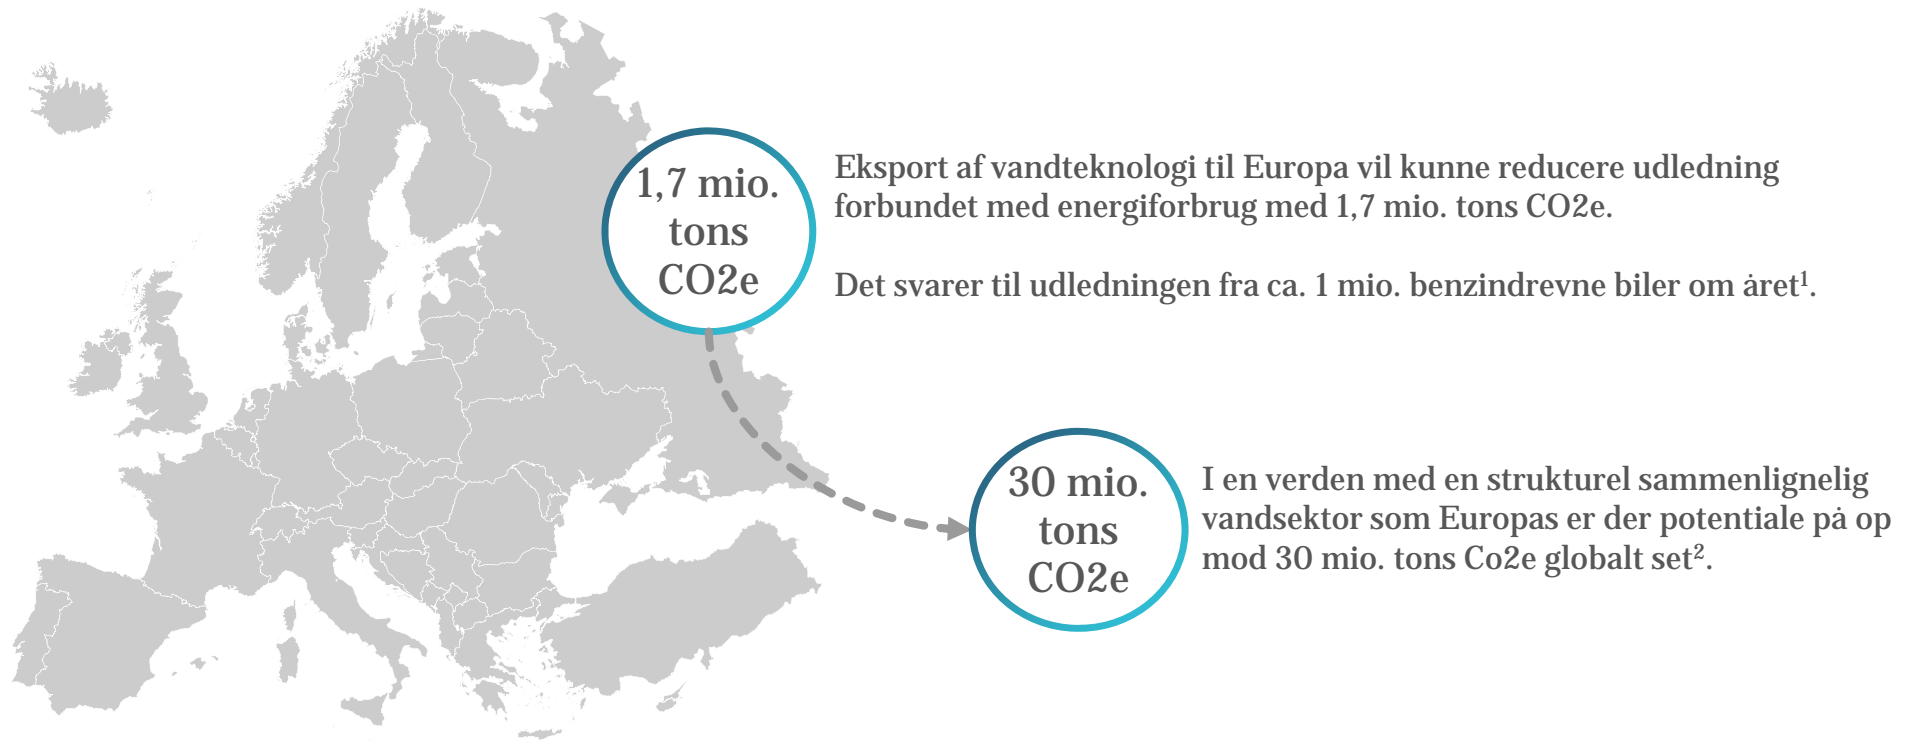 1,7 mio.
tons
CO2e
Eksport af vandteknologi til Europa vil kunne reducere udledning
forbundet med energiforbrug med 1,7 mio. tons CO2e.
Det svarer til udledningen fra ca. 1 mio. benzindrevne biler om året¹.
30 mio.
tons
CO2e
I en verden med en strukturel sammenlignelig
vandsektor som Europas er der potentiale på op
mod 30 mio. tons Co2e globalt set².